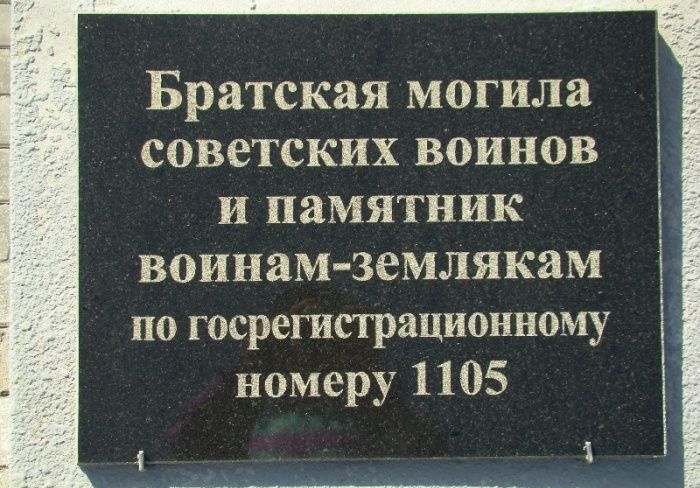 Братская могила
советских воинов
и памятник
воинам-землякам
по госрегистрационному
номеру 1105